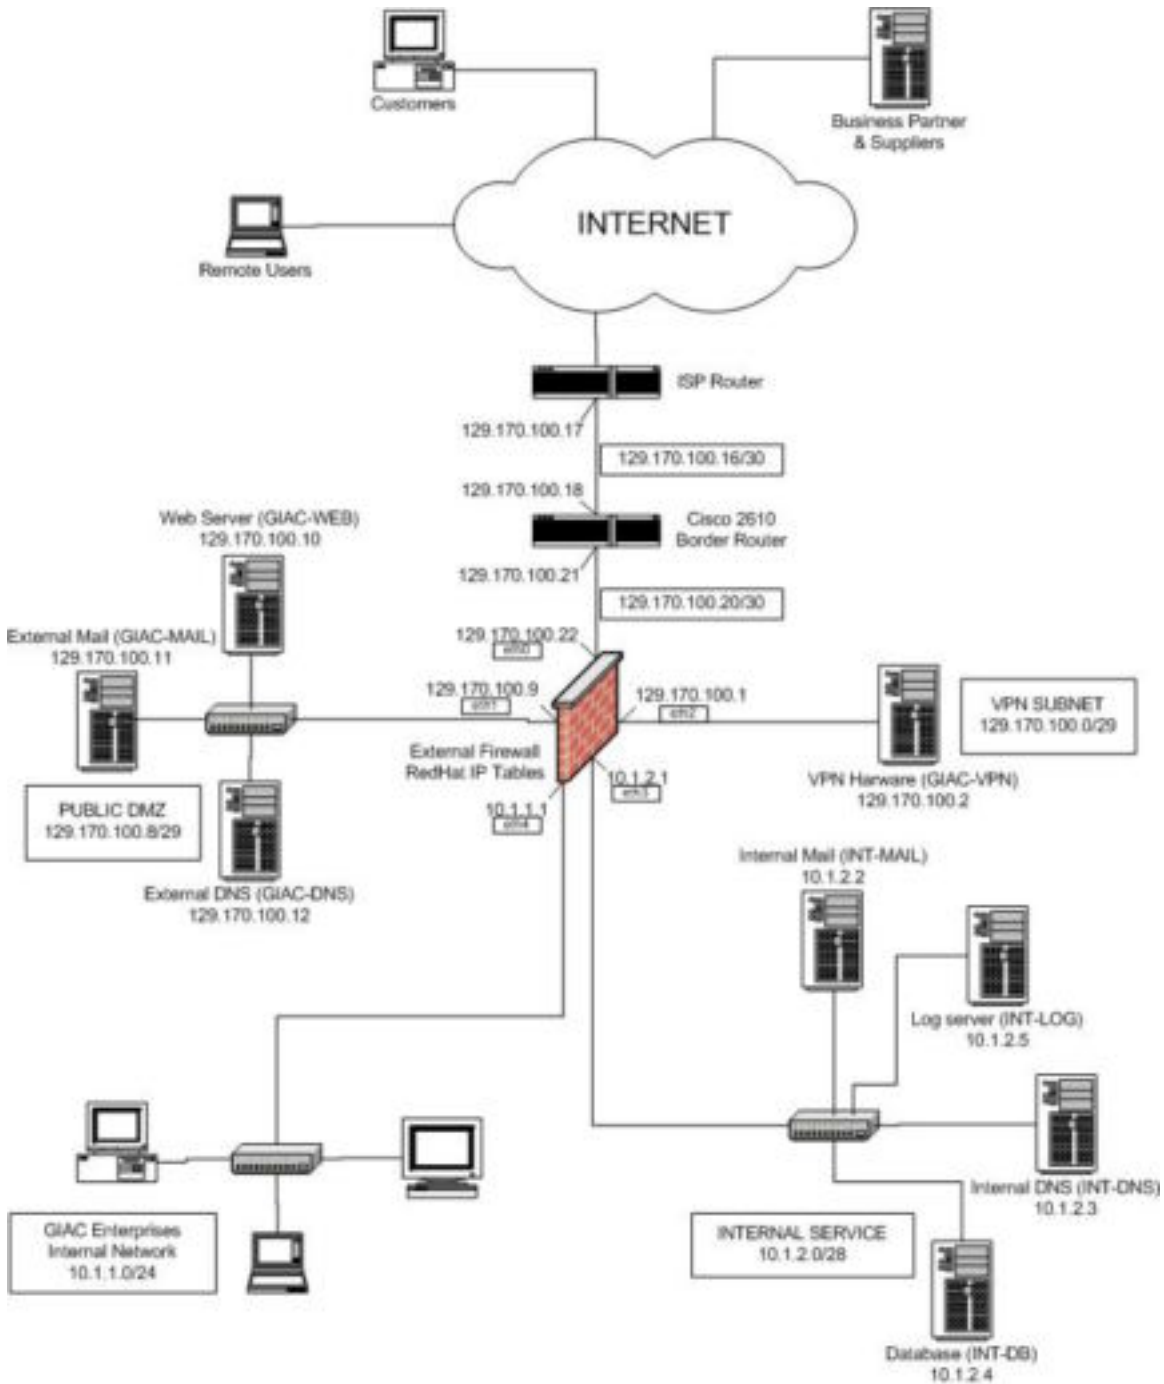 Customers
Business Partner
& Suppliers
INTERNET
Remote Users
ISP Router
129.170.100.17
129.170.100.16/30
129.170.100.18
Cisco 2610
Border Router
129.170.100.21
129.170.100.20/30
Web Server (GIAC-WEB)
129.170.100.10
External Mail (GIAC-MAIL)
129.170.100.11
129.170.100.22
eth0
129.170.100.9
eth1
129.170.100.1
eth2
VPN SUBNET
129.170.100.0/29
External Firewall
RedHat IP Tables
10.1.2.1
eth3
VPN Harware (GIAC-VPN)
129.170.100.2
PUBLIC DMZ
129.170.100.8/29
10.1.1.1
eth4
External DNS (GIAC-DNS)
129.170.100.12
Internal Mail (INT-MAIL)
10.1.2.2
Log server (INT-LOG)
10.1.2.5
Internal DNS (INT-DNS)
10.1.2.3
GIAC Enterprises
Internal Network
10.1.1.0/24
INTERNAL SERVICE
10.1.2.0/28
Database (INT-DB)
10.1.2.4